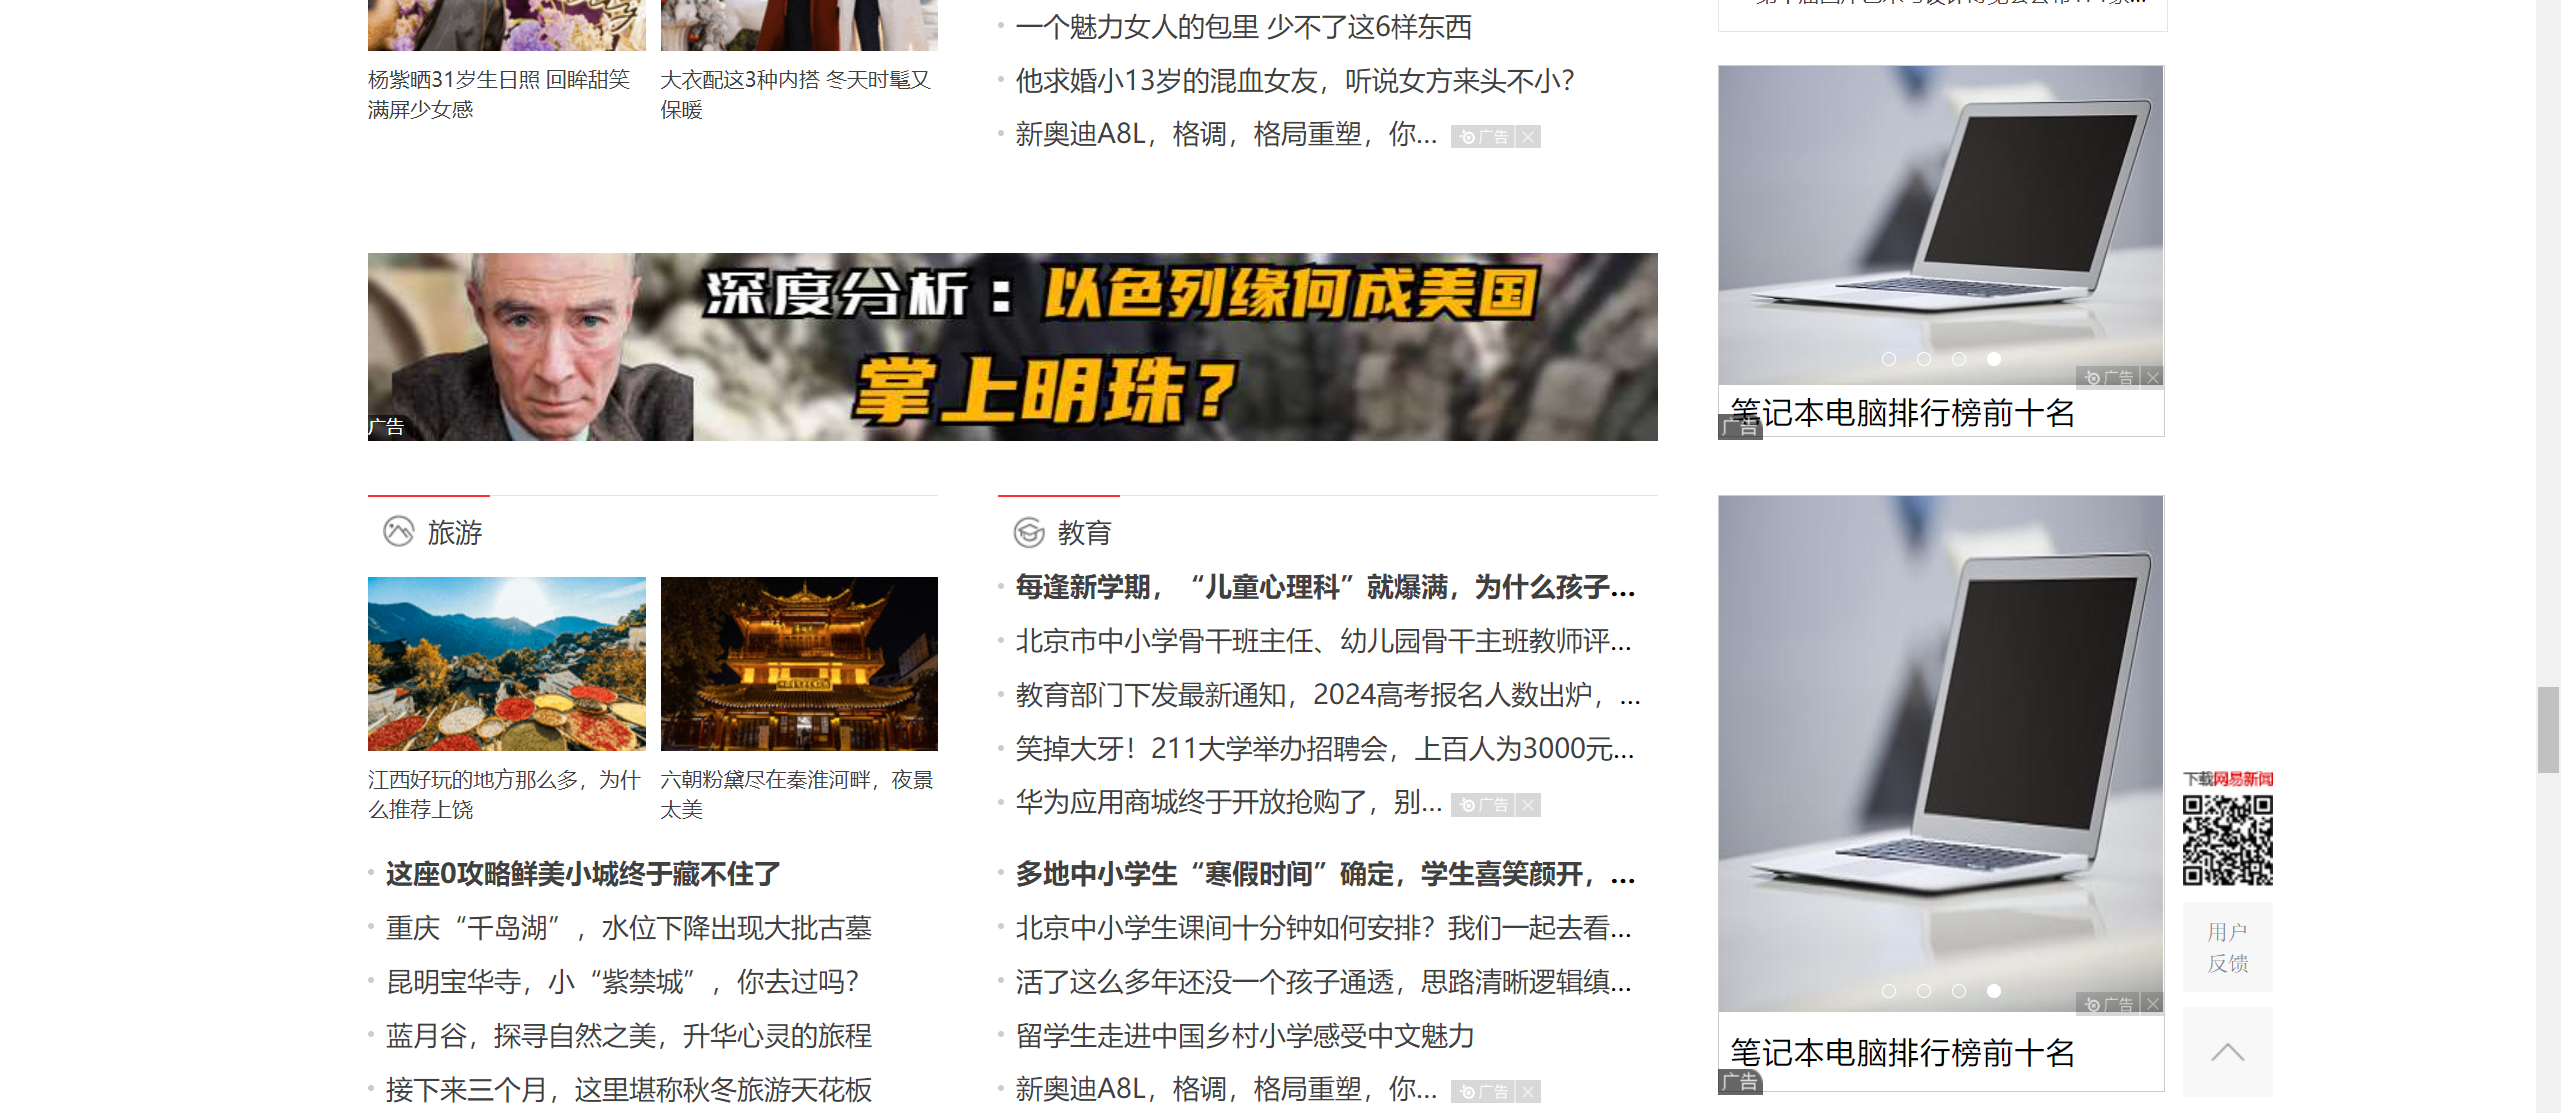 一个魅力女人的包里 少不了这6样东西
杨紫晒31岁生日照 回眸甜笑
满屏少女感
大衣配这3种内搭 冬天时髦又
保暖
他求婚小13岁的混血女友，听说女方来头不小？
新奥迪A8L，格调，格局重塑，你... 广告
深度分析：以色列缘何成美国
掌上明珠？
广告
广告
笔记本电脑排行榜前十名
广告
旅游
江西好玩的地方那么多，为什
么推荐上饶
六朝粉黛尽在秦淮河畔，夜景
太美
这座0攻略鲜美小城终于藏不住了
重庆“千岛湖”，水位下降出现大批古墓
昆明宝华寺，小“紫禁城”，你去过吗？
蓝月谷，探寻自然之美，升华心灵的旅程
接下来三个月，这里堪称秋冬旅游天花板
教育
每逢新学期，“儿童心理科”就爆满，为什么孩子...
北京市中小学骨干班主任、幼儿园骨干主班教师评...
教育部门下发最新通知，2024高考报名人数出炉，...
笑掉大牙！211大学举办招聘会，上百人为3000元...
华为应用商城终于开放抢购了，别... 广告
多地中小学生“寒假时间”确定，学生喜笑颜开，...
北京中小学生课间十分钟如何安排？我们一起去看...
活了这么多年还没一个孩子通透，思路清晰逻辑缜...
留学生走进中国乡村小学感受中文魅力
新奥迪A8L，格调，格局重塑，你... 广告
广告
笔记本电脑排行榜前十名
广告
下载网易新闻
用户
反馈